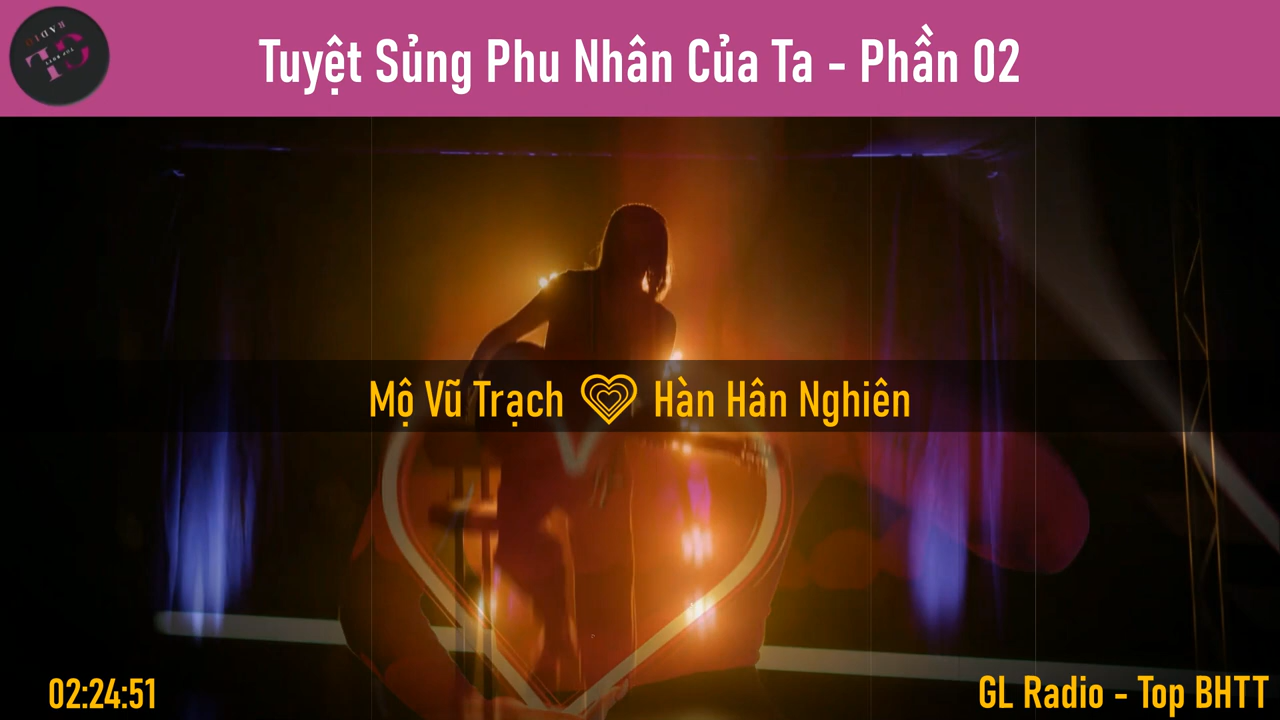 Tuyệt Sủng Phu Nhân Của Ta - Phần 02
Mộ Vũ Trạch Hàn Hân Nghiên
02:24:51
GL Radio - Top BHTT